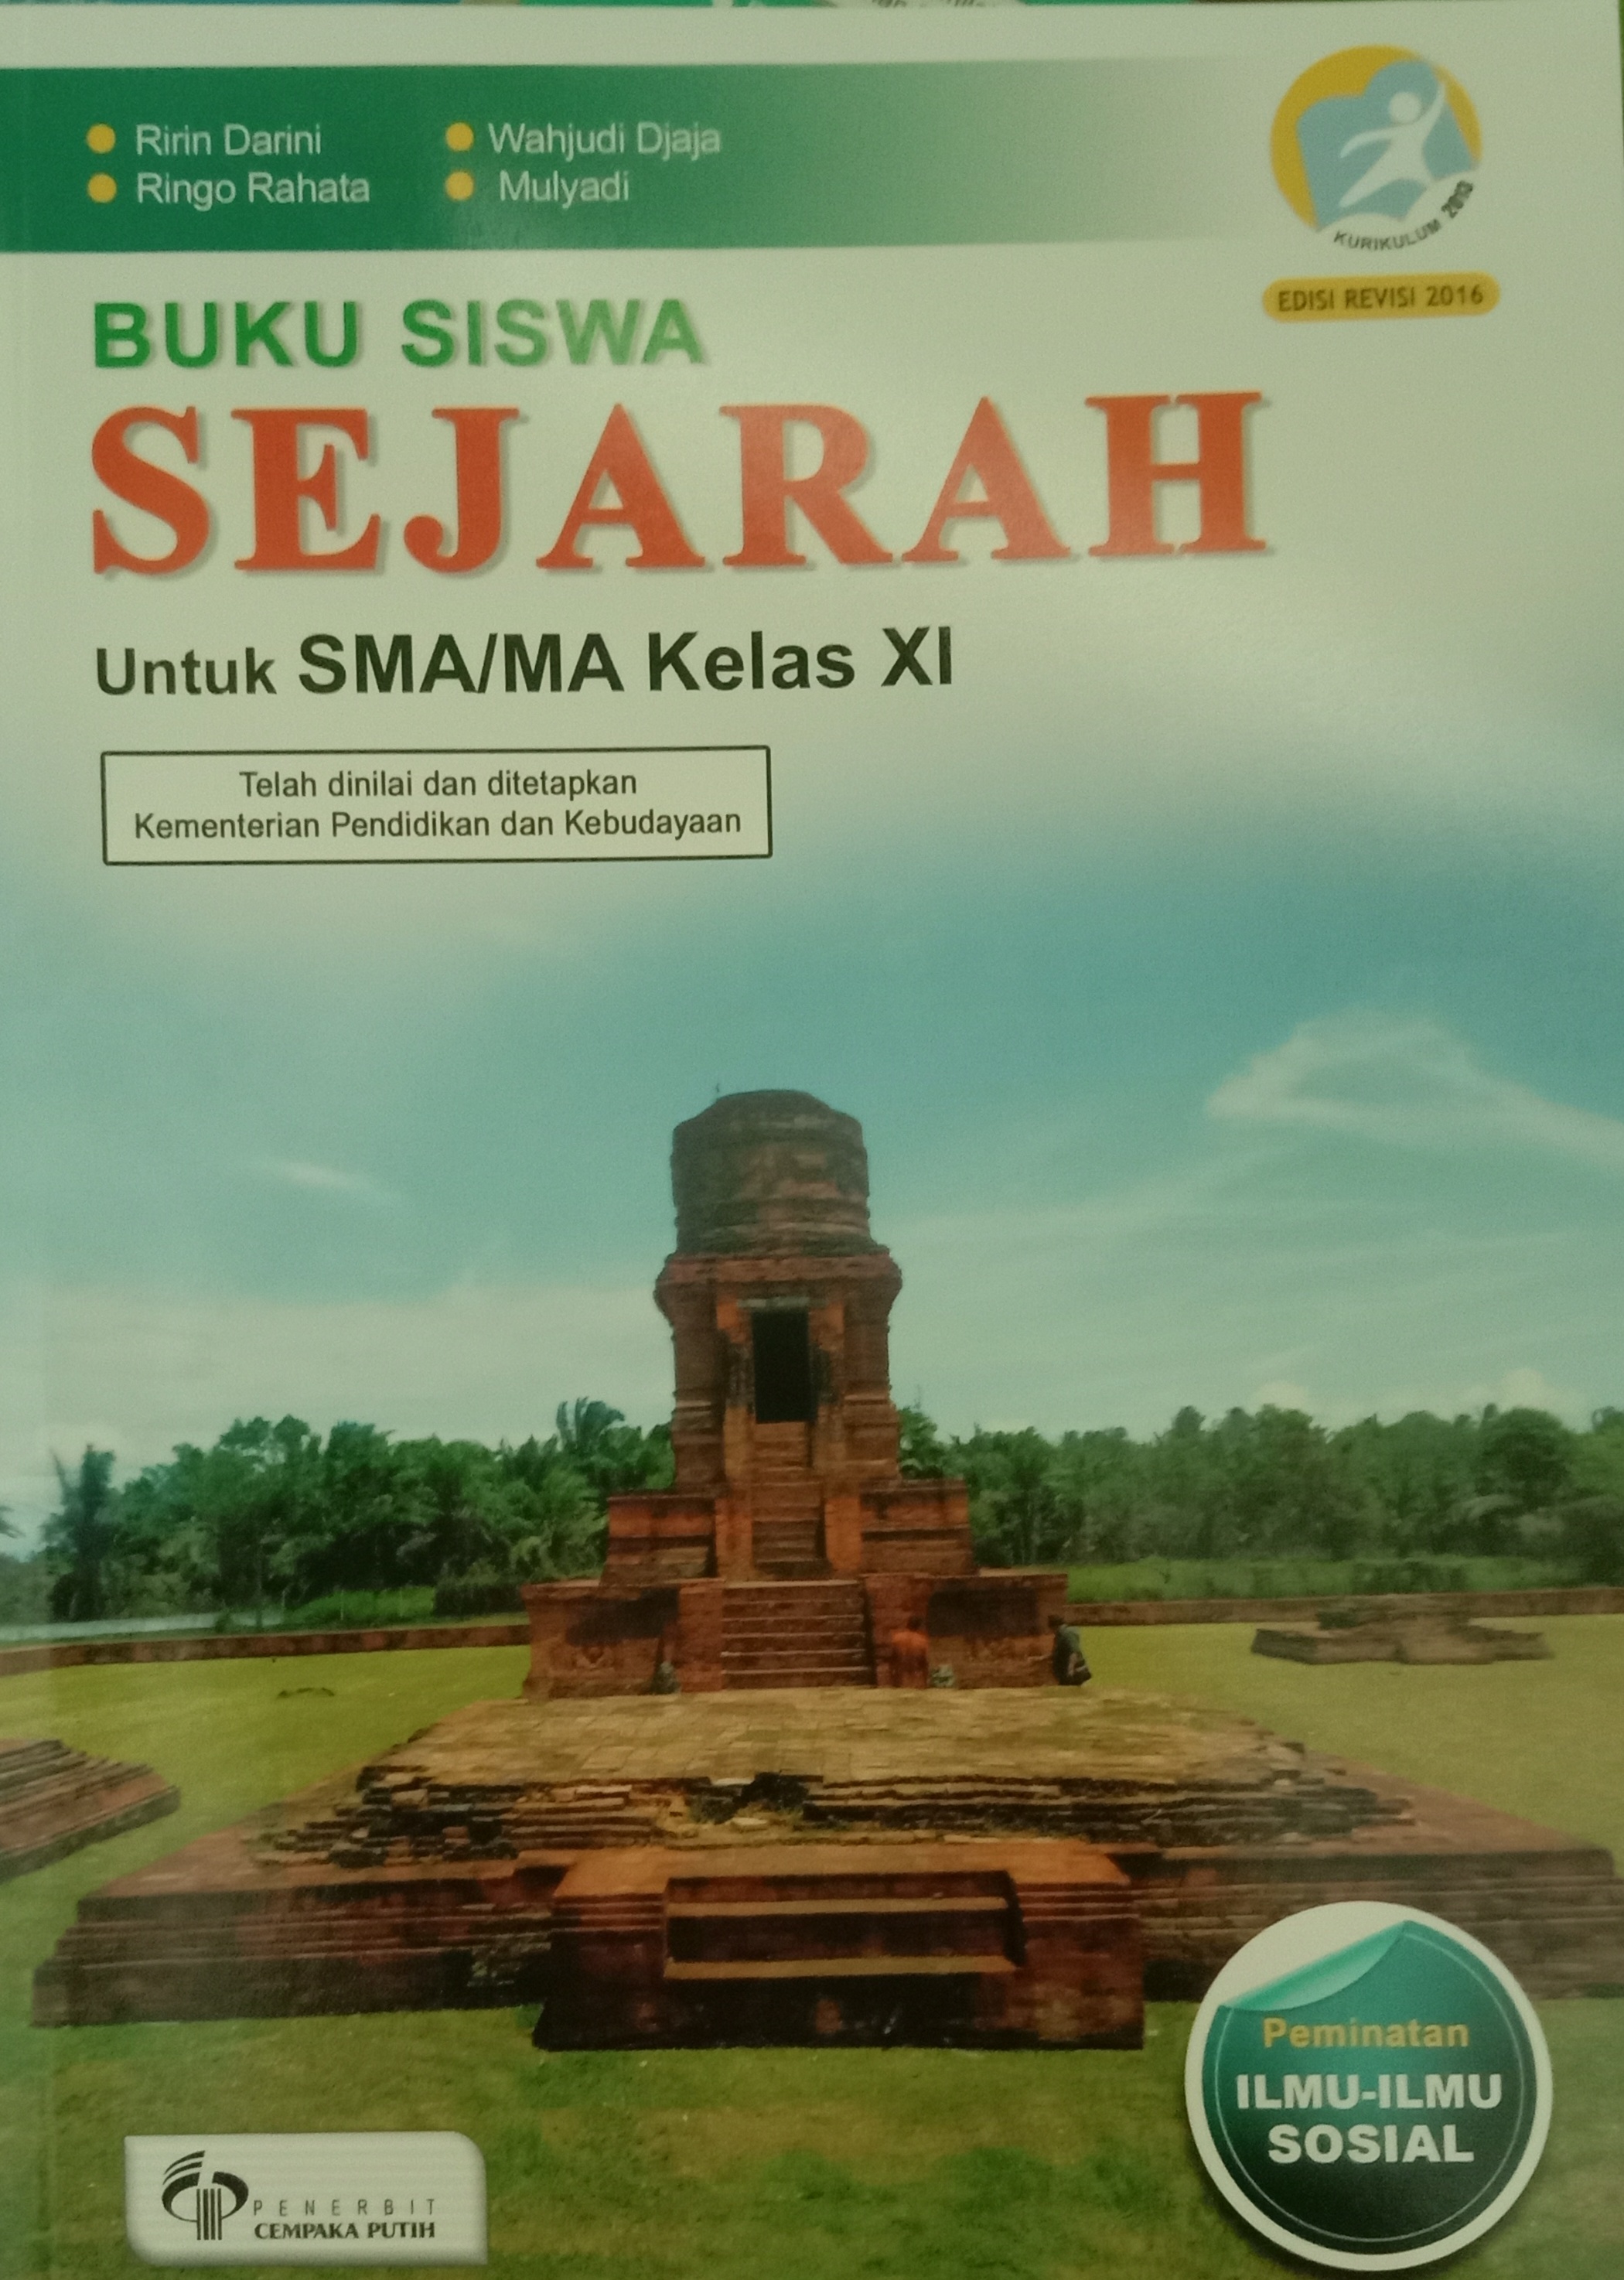 Ririn Darini
Ringo Rahata
Wahjudi Djaja
Mulyadi
KURIKULUM 2013
EDISI REVISI 2016
BUKU SISWA
SEJARAH
Untuk SMA/MA Kelas XI
Telah dinilai dan ditetapkan
Kementerian Pendidikan dan Kebudayaan
Peminatan
ILMU-ILMU
SOSIAL
PENERBIT
CEMPAKA PUTIH